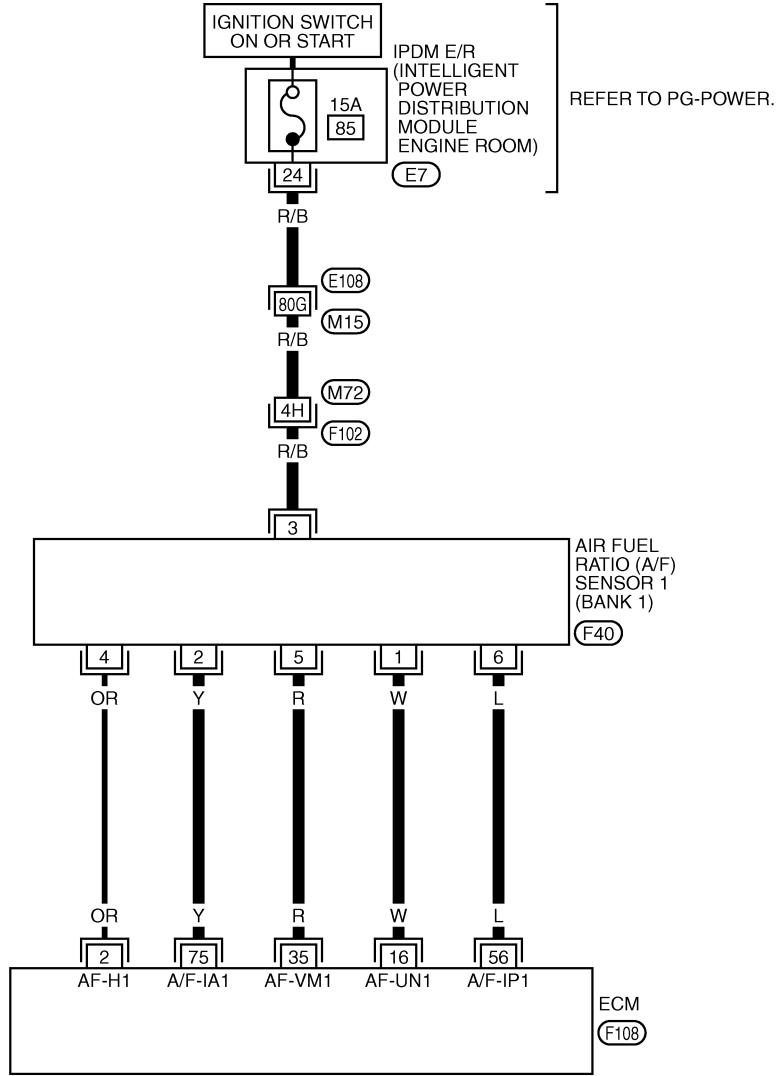 IGNITION SWITCH
ON OR START
IPDM E/R
(INTELLIGENT
POWER
DISTRIBUTION
MODULE
ENGINE ROOM)
REFER TO PG-POWER.
15A
85
24
E7
R/B
E108
80G
M15
R/B
M72
4H
F102
R/B
3
AIR FUEL
RATIO (A/F)
SENSOR 1
(BANK 1)
F40
4 2 5 1 6
OR Y R W L
OR Y R W L
2 75 35 16 56
AF-H1 A/F-IA1 AF-VM1 AF-UN1 A/F-IP1
ECM
F108